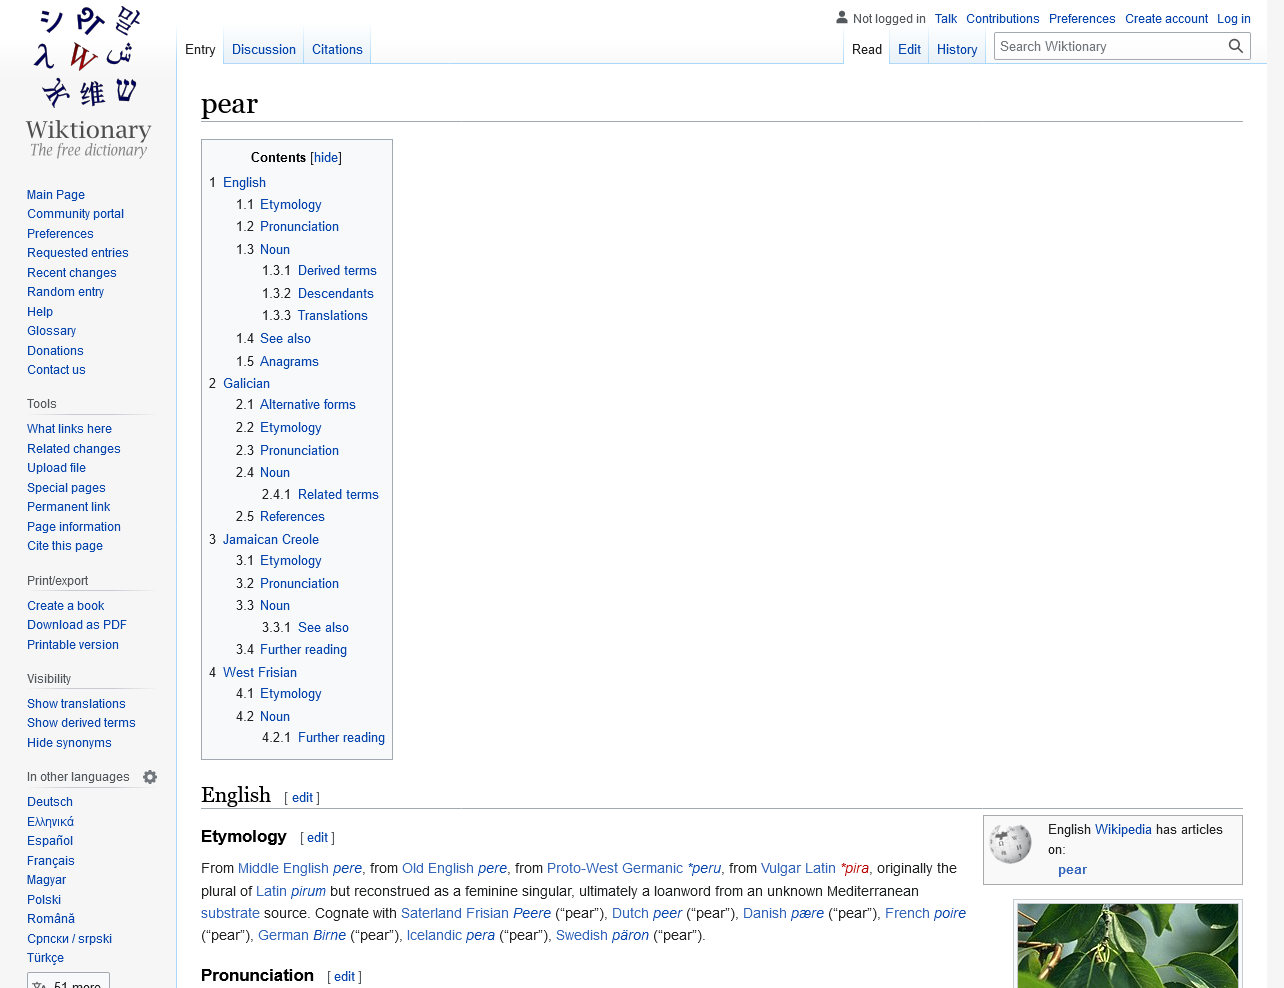 Not logged in Talk Contributions Preferences Create account Log in
Entry Discussion Citations Read Edit History Search Wiktionary
Wiktionary
The free dictionary
Main Page
Community portal
Preferences
Requested entries
Recent changes
Random entry
Help
Glossary
Donations
Contact us
Tools
What links here
Related changes
Upload file
Special pages
Permanent link
Page information
Cite this page
Print/export
Create a book
Download as PDF
Printable version
Visibility
Show translations
Show derived terms
Hide synonyms
In other languages
Deutsch
Ελληνικά
Español
Français
Magyar
Polski
Română
Српски / srpski
Türkçe
51 more
pear
Contents [hide]
1 English
1.1 Etymology
1.2 Pronunciation
1.3 Noun
1.3.1 Derived terms
1.3.2 Descendants
1.3.3 Translations
1.4 See also
1.5 Anagrams
2 Galician
2.1 Alternative forms
2.2 Etymology
2.3 Pronunciation
2.4 Noun
2.4.1 Related terms
2.5 References
3 Jamaican Creole
3.1 Etymology
3.2 Pronunciation
3.3 Noun
3.3.1 See also
3.4 Further reading
4 West Frisian
4.1 Etymology
4.2 Noun
4.2.1 Further reading
English [ edit ]
English Wikipedia has articles
on:
pear
Etymology [ edit ]
From Middle English pere, from Old English pere, from Proto-West Germanic *peru, from Vulgar Latin *pira, originally the
plural of Latin pirum but reconstrued as a feminine singular, ultimately a loanword from an unknown Mediterranean
substrate source. Cognate with Saterland Frisian Peere (“pear”), Dutch peer (“pear”), Danish pære (“pear”), French poire
(“pear”), German Birne (“pear”), Icelandic pera (“pear”), Swedish päron (“pear”).
Pronunciation [ edit ]